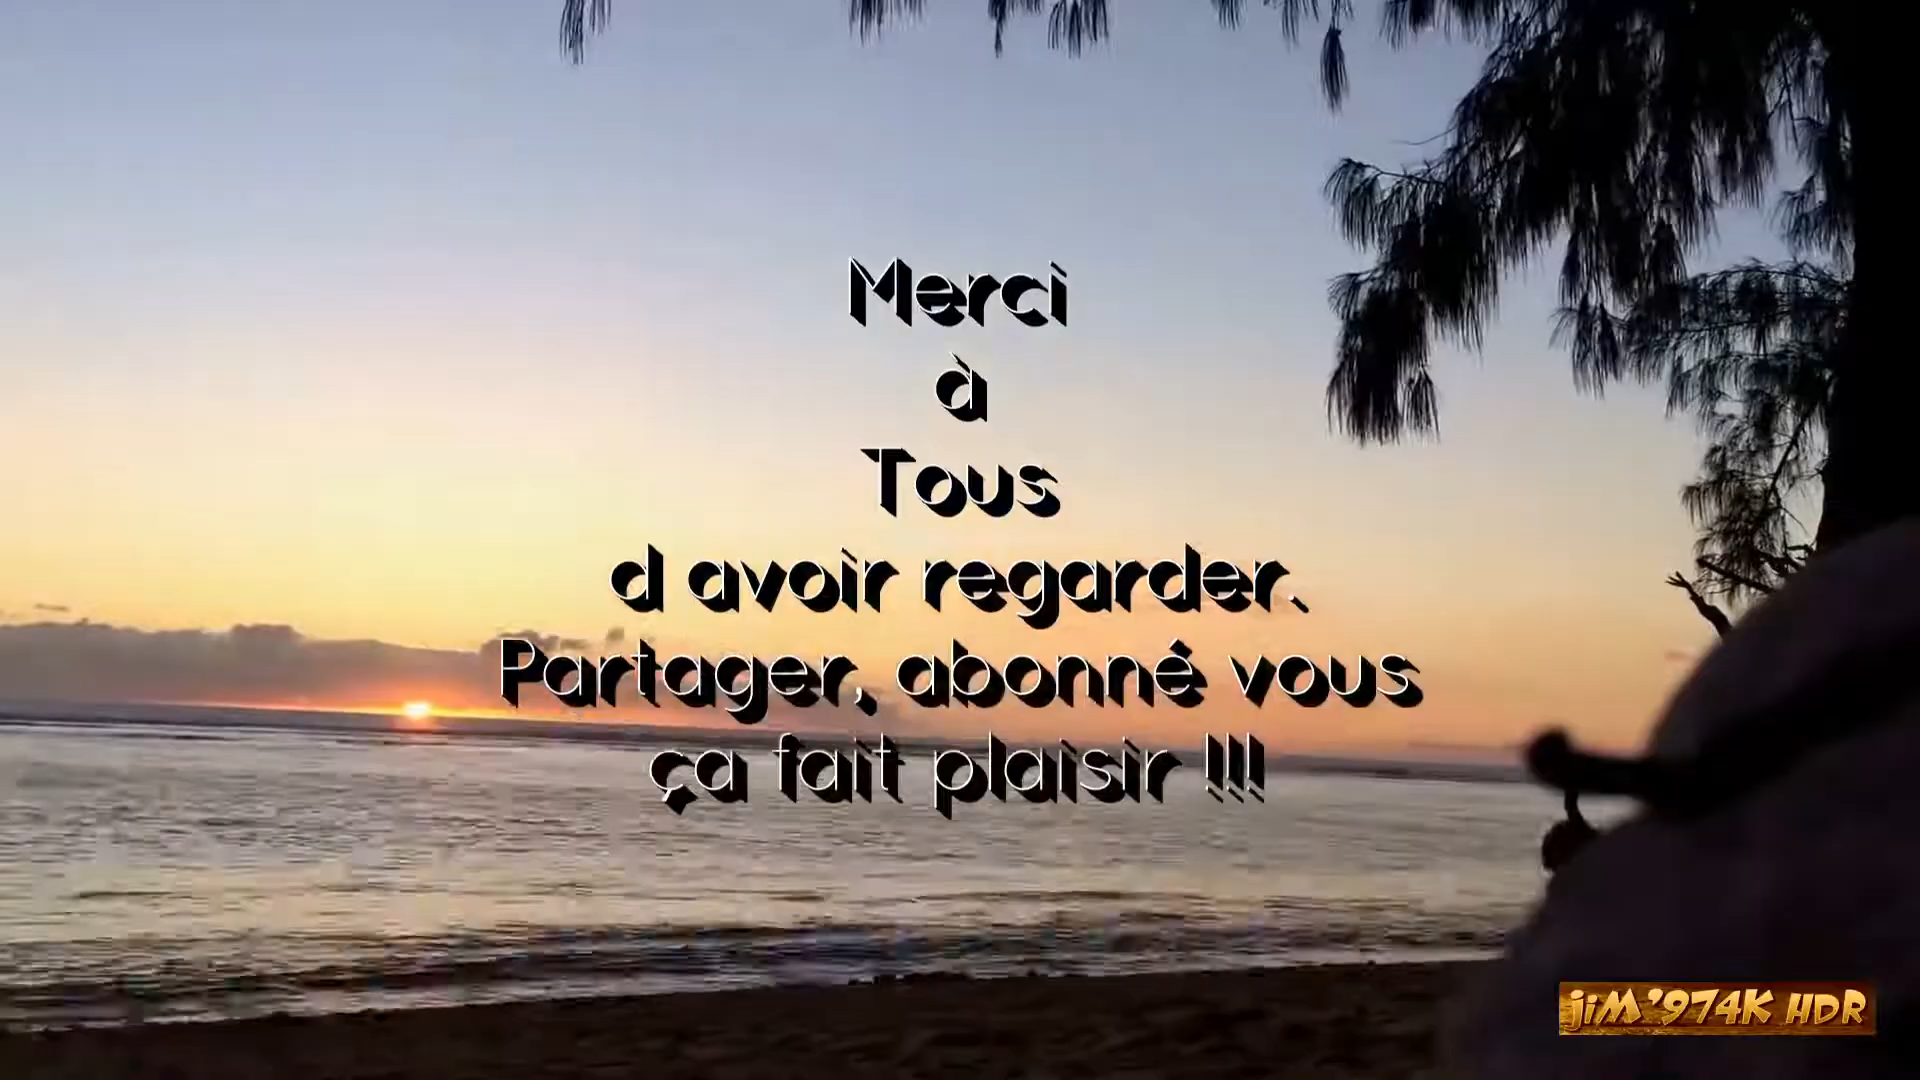 Merci
à
Tous
d avoir regarder.
Partager, abonné vous
ça fait plaisir !!!
jiM'974K HDR